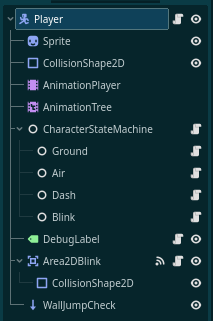 Player
Sprite
CollisionShape2D
AnimationPlayer
AnimationTree
CharacterStateMachine
Ground
Air
Dash
Blink
DebugLabel
Area2DBlink
CollisionShape2D
WallJumpCheck